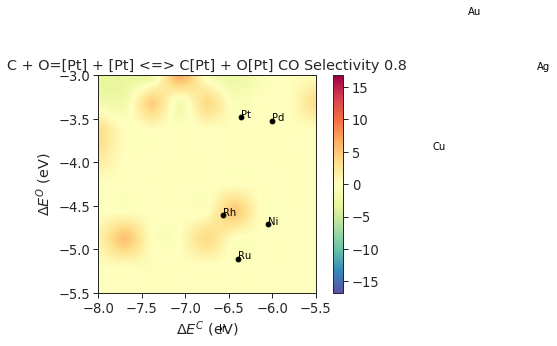 Au
C + O=[Pt] + [Pt] <=> C[Pt] + O[Pt] CO Selectivity 0.8
Ag
−3.0
−3.5
−4.0
−4.5
−5.0
−5.5
ΔE^O (eV)
Pt
Pd
Cu
Rh
Ni
Ru
−8.0 −7.5 −7.0 −6.5 −6.0 −5.5
ΔE^C (eV)
Ir
15
10
5
0
−5
−10
−15